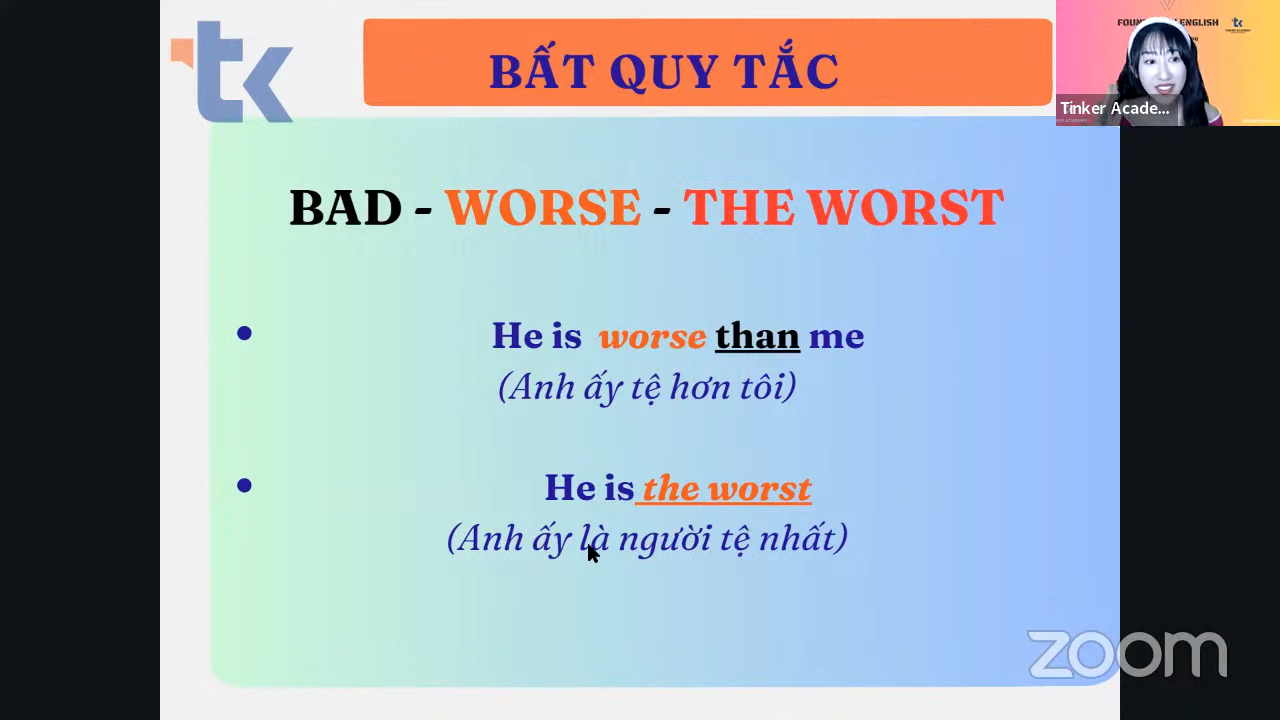 tk
BẤT QUY TẮC
BAD - WORSE - THE WORST
• He is worse than me
(Anh ấy tệ hơn tôi)
• He is the worst
(Anh ấy là người tệ nhất)
Tinker Acade...
zoom